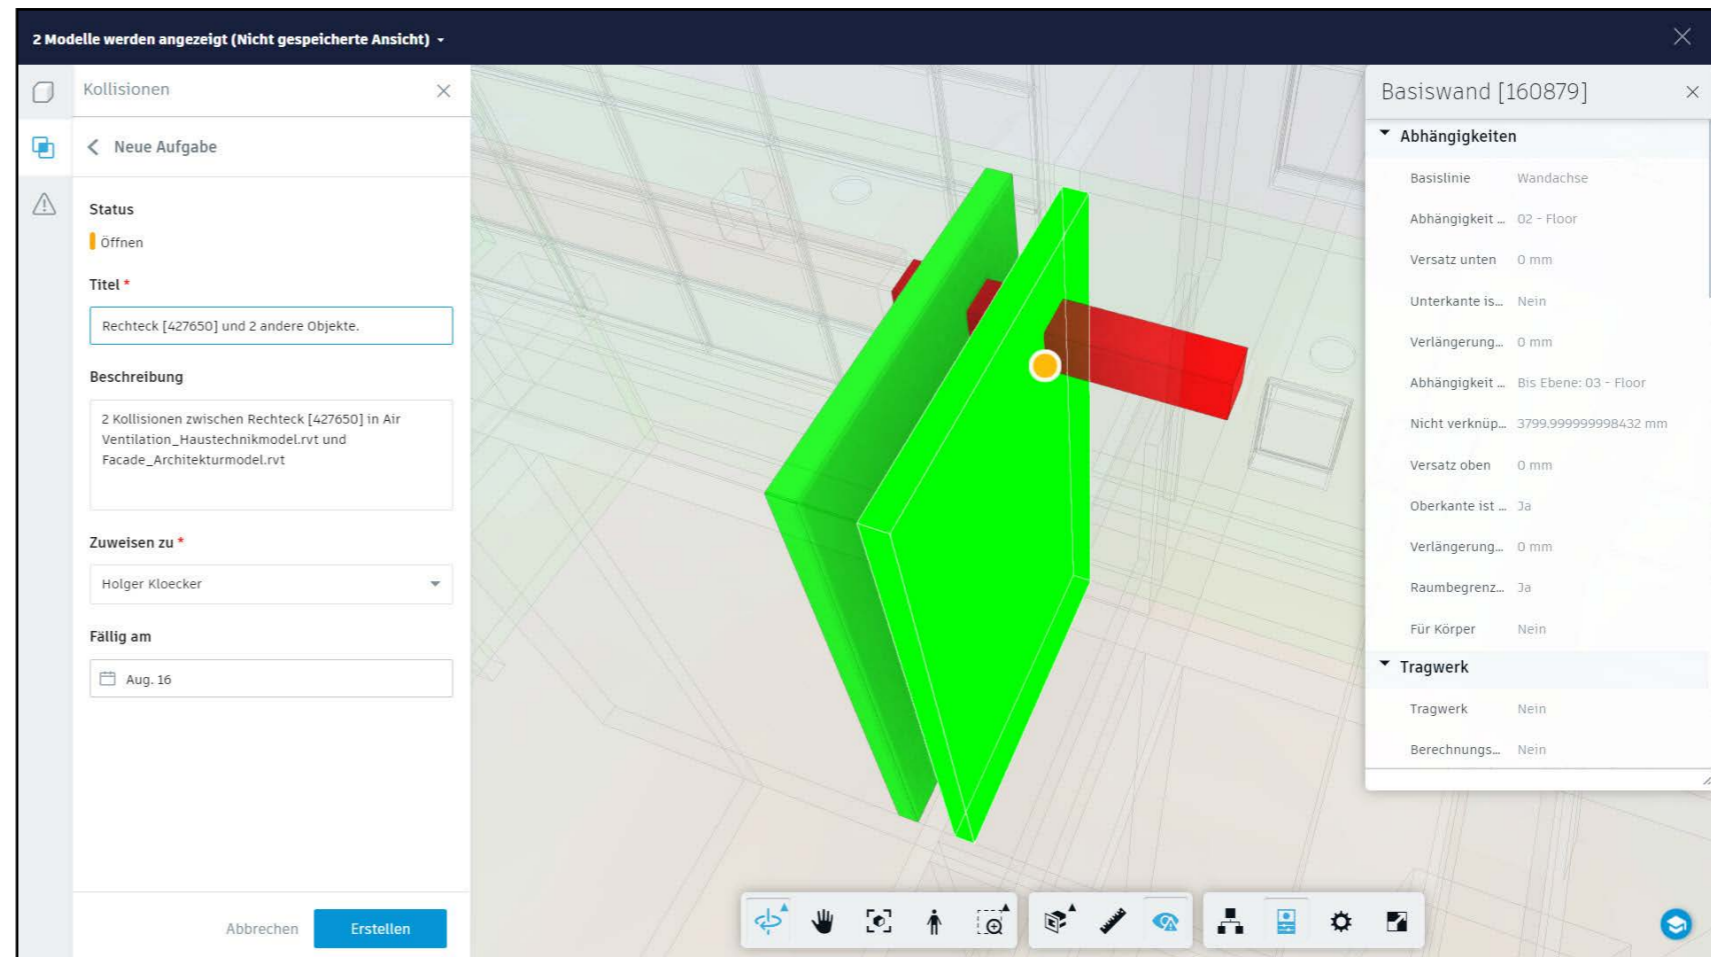 2 Modelle werden angezeigt (Nicht gespeicherte Ansicht)
Kollisionen
Neue Aufgabe
Status
Öffnen
Titel *
Rechteck [427650] und 2 andere Objekte.
Beschreibung
2 Kollisionen zwischen Rechteck [427650] in Air
Ventilation_Haustechnikmodel.rvt und
Facade_Architekturmodel.rvt
Zuweisen zu *
Holger Kloecker
Fällig am
Aug. 16
Abbrechen
Erstellen
Basiswand [160879]
Abhängigkeiten
Basislinie Wandachse
Abhängigkeit ... 02 - Floor
Versatz unten 0 mm
Unterkante is... Nein
Verlängerung... 0 mm
Abhängigkeit ... Bis Ebene: 03 - Floor
Nicht verknüp... 3799.999999998432 mm
Versatz oben 0 mm
Oberkante ist ... Ja
Verlängerung... 0 mm
Raumbegrenz... Ja
Für Körper Nein
Tragwerk
Tragwerk Nein
Berechnungs... Nein